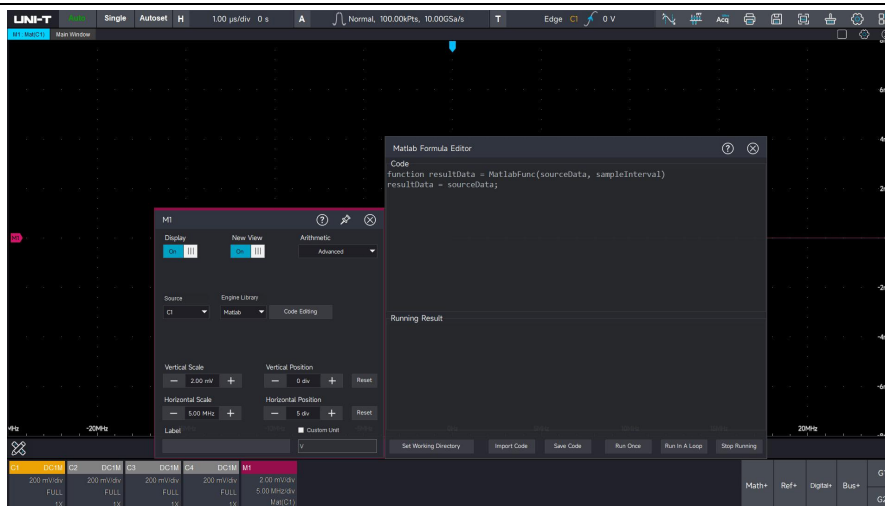 UNI-T Auto Single Autoset H 1.00 μs/div 0 s A Normal, 100.00kPts, 10.00GSa/s T Edge C1 0 V Acq
M1: Mat(C1) Main Window
Matlab Formula Editor
Code
function resultData = MatlabFunc(sourceData, sampleInterval)
resultData = sourceData;
M1
Display New View Arithmetic
On On Advanced
M1
Source Engine Library
C1 Matlab Code Editing
Running Result
Vertical Scale Vertical Position
2.00 mV 0 div Reset
Horizontal Scale Horizontal Position
5.00 MHz 5 div Reset
Label Custom Unit
V
-20MHz 20MHz
Set Working Directory Import Code Save Code Run Once Run In A Loop Stop Running
C1 DC1M C2 DC1M C3 DC1M C4 DC1M M1
200 mV/div 200 mV/div 200 mV/div 200 mV/div 2.00 mV/div
FULL FULL FULL FULL 5.00 MHz/div
1X 1X 1X 1X Mat(C1)
Math+ Ref+ Digital+ Bus+
G1
G2